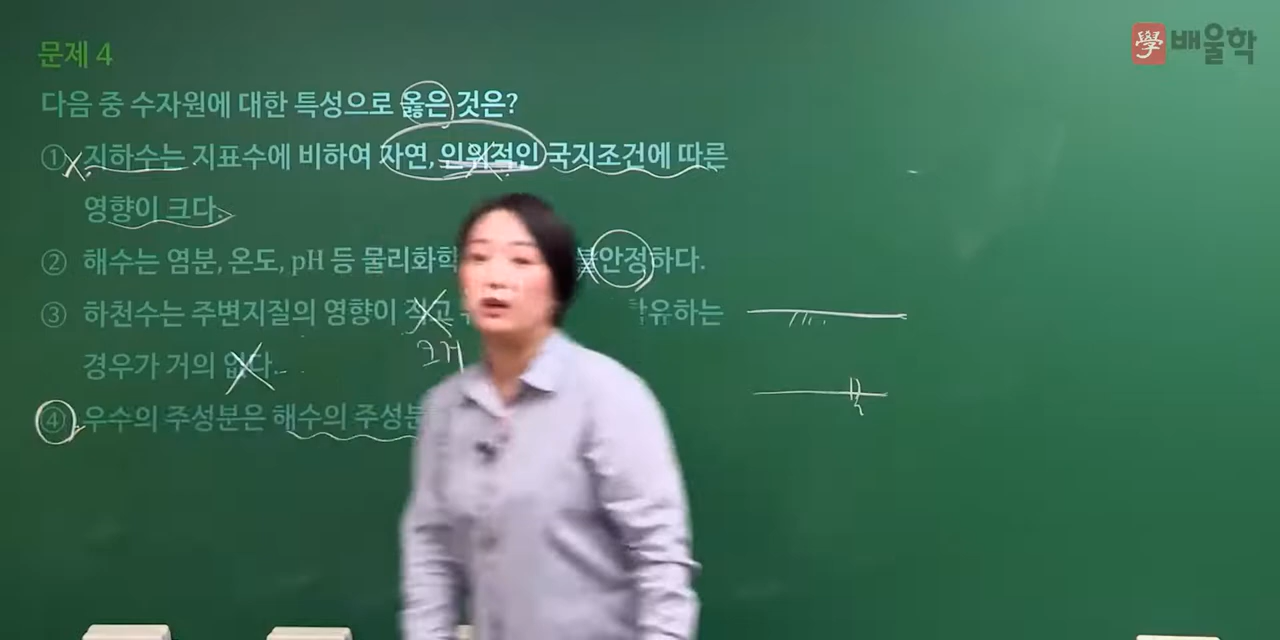 學 배울학
문제 4
다음 중 수자원에 대한 특성으로 옳은 것은?
① 지하수는 지표수에 비하여 자연, 인위적인 국지조건에 따른
영향이 크다.
② 해수는 염분, 온도, pH 등 물리화학 안정하다.
③ 하천수는 주변지질의 영향이 적고 유하는
경우가 거의 없다.
크거
④ 우수의 주성분은 해수의 주성분